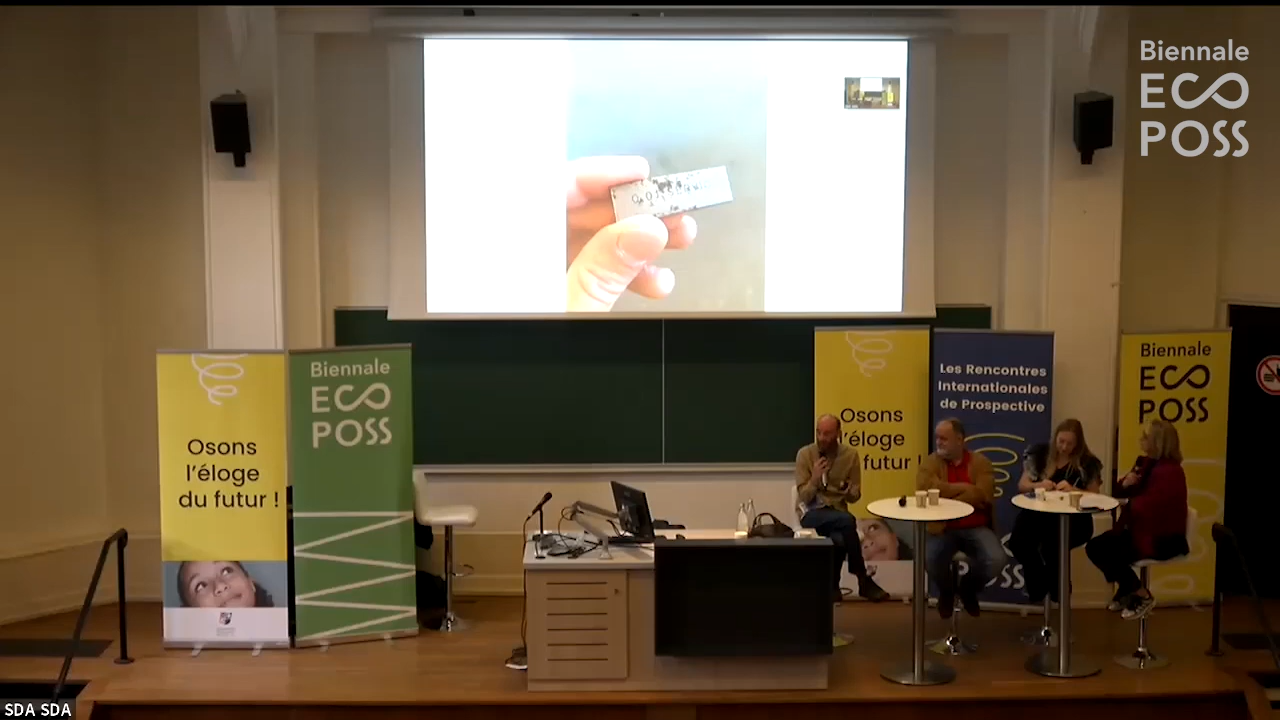 Biennale
ECO
POSS
Osons
l'éloge
du futur !
Biennale
ECO
POSS
Osons
l'éloge
futur !
Les Rencontres
Internationales
de Prospective
POSS
Biennale
ECO
POSS
SDA SDA